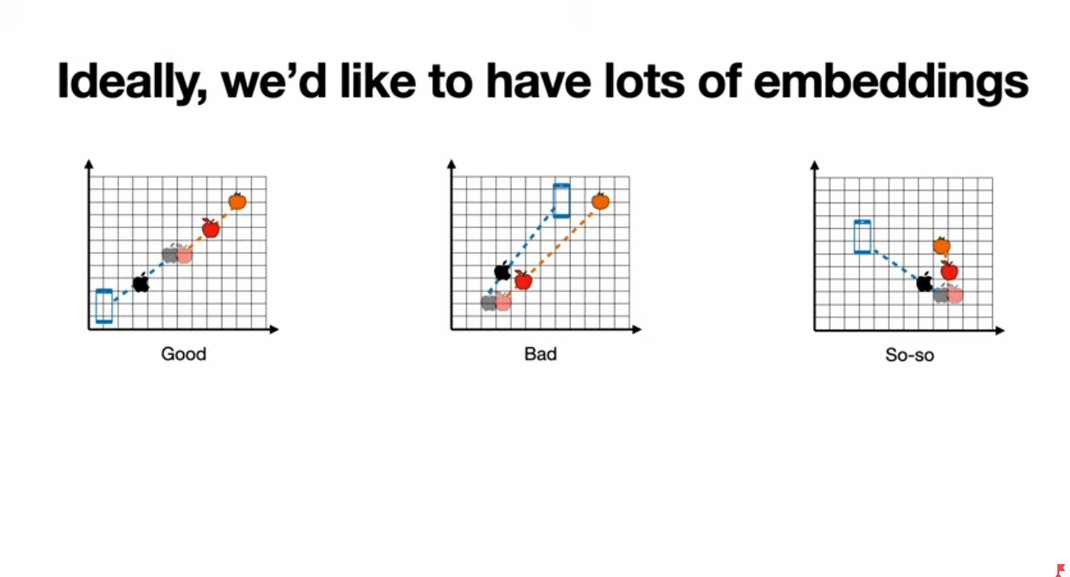 Ideally, we’d like to have lots of embeddings
Good
Bad
So-so